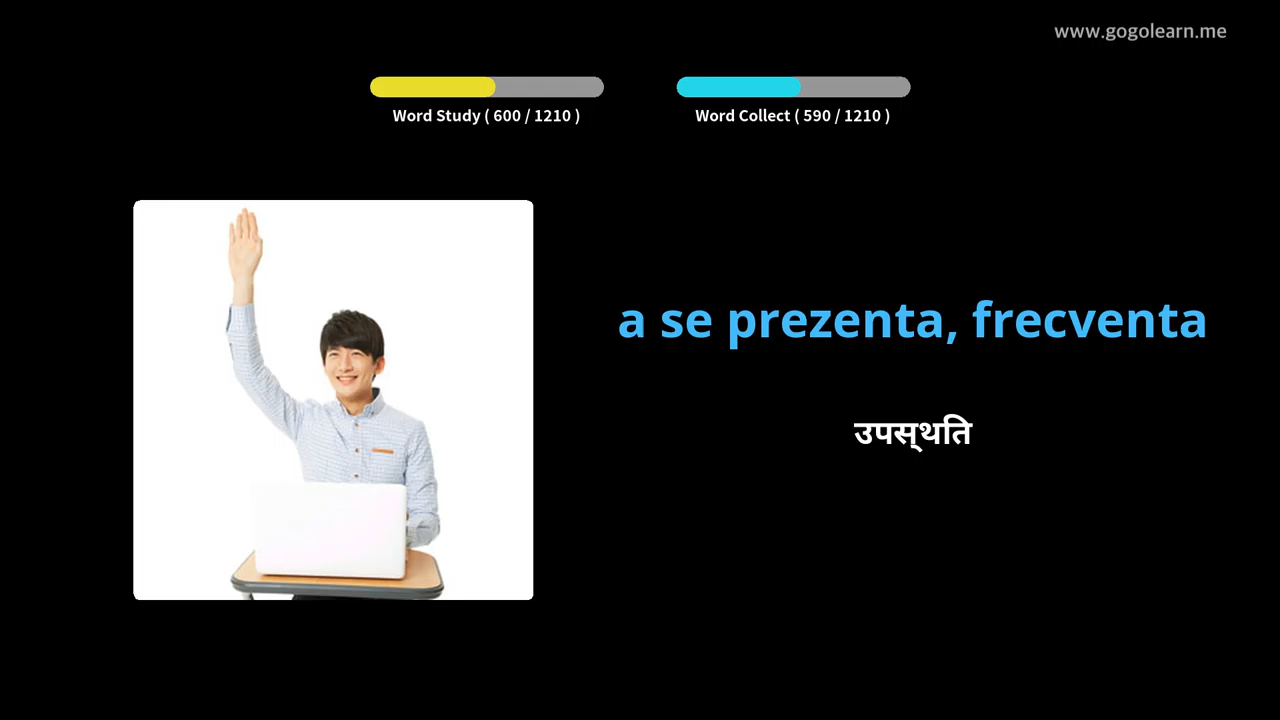 www.gogolearn.me
Word Study ( 600 / 1210 )
Word Collect ( 590 / 1210 )
a se prezenta, frecventa
उपस्थति